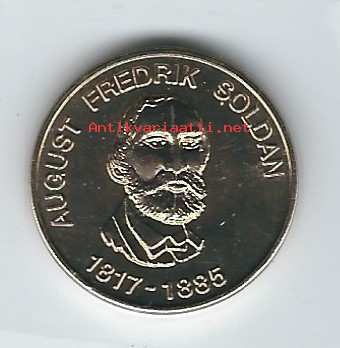 AUGUST FREDRIK SOLDAN
Antikvariaatti.net
1817-1885